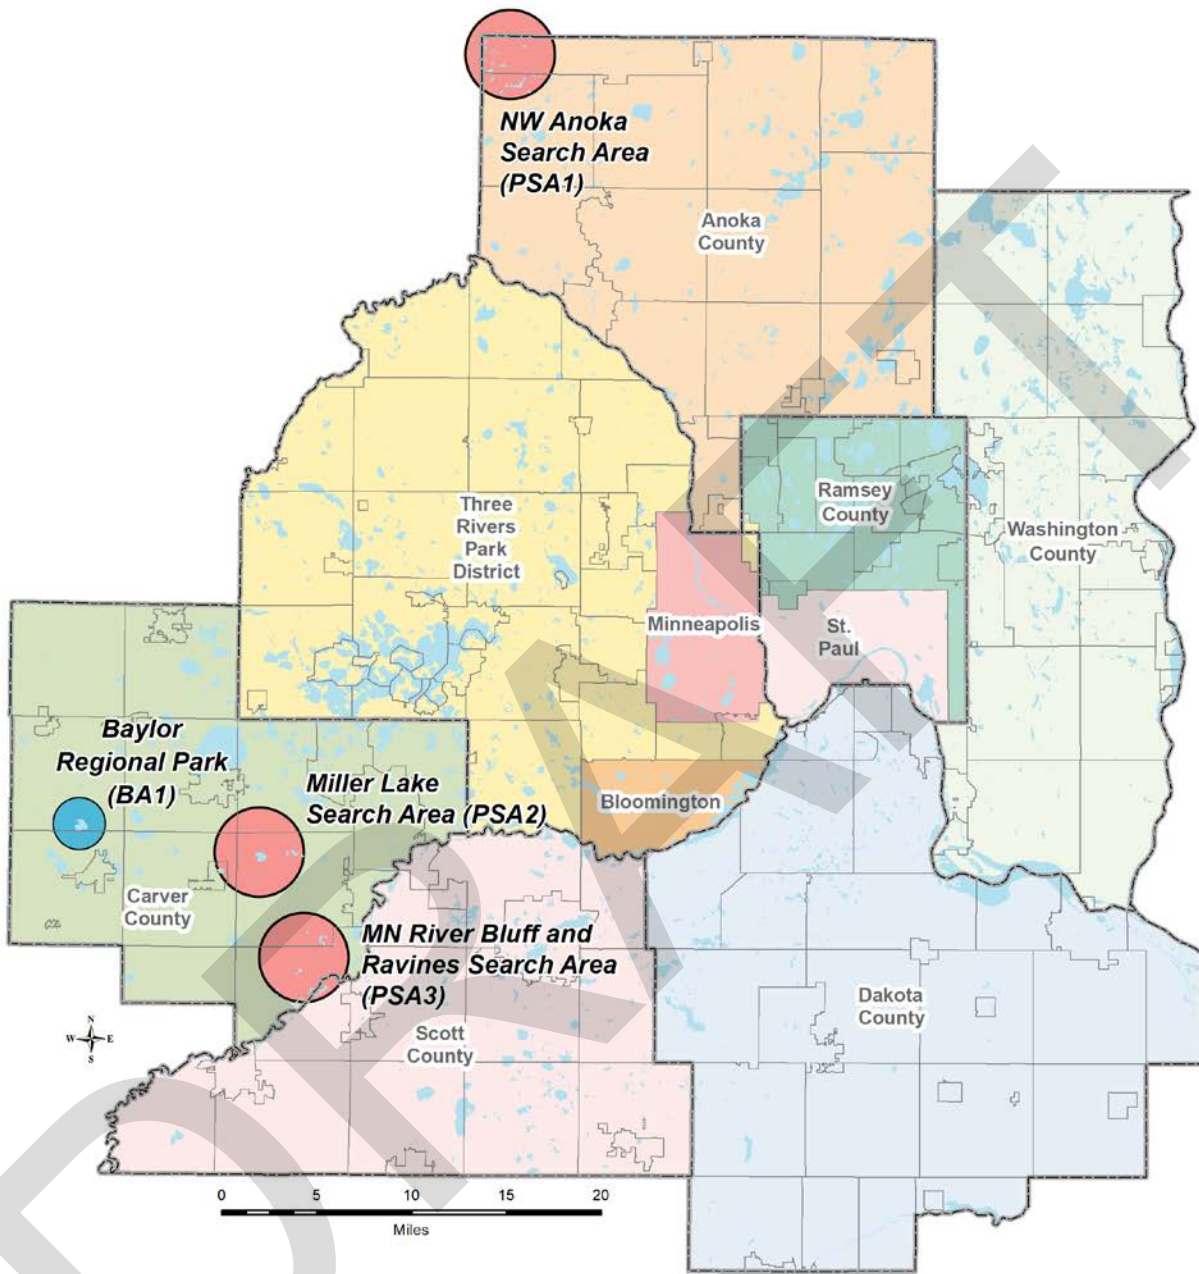 NW Anoka
Search Area
(PSA1)
Anoka
County
Three
Rivers
Park
District
Ramsey
County
Washington
County
Minneapolis
St.
Paul
Baylor
Regional Park
(BA1)
Miller Lake
Search Area (PSA2)
Bloomington
Carver
County
MN River Bluff and
Ravines Search Area
(PSA3)
Dakota
County
Scott
County
N
W E
S
0 5 10 15 20
Miles
DRAFT